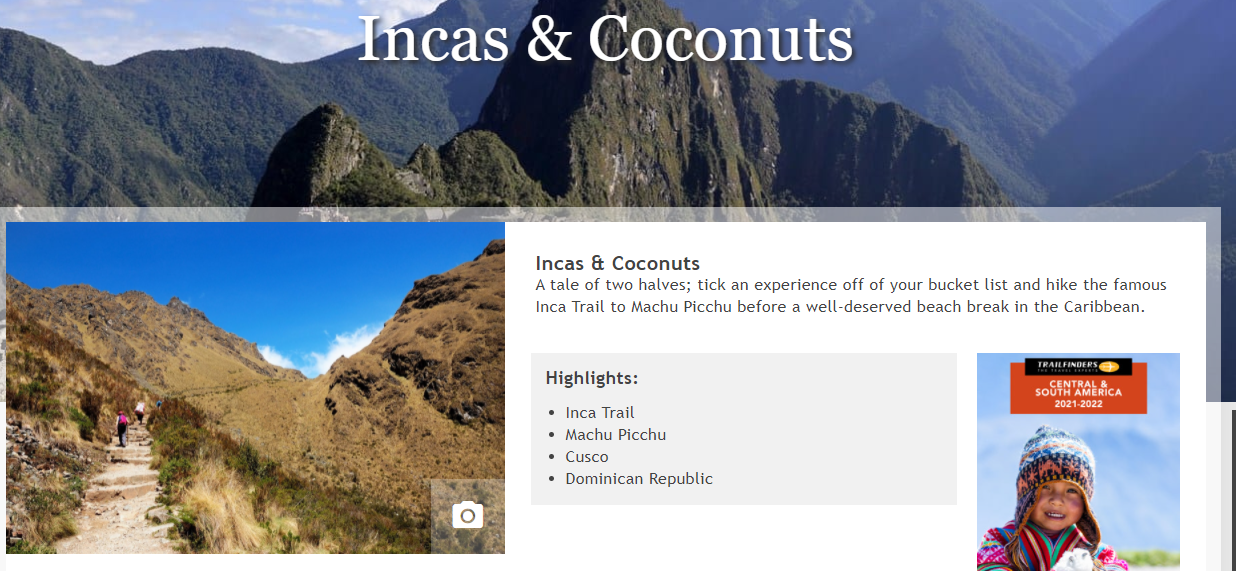 Incas & Coconuts
Incas & Coconuts
A tale of two halves; tick an experience off of your bucket list and hike the famous
Inca Trail to Machu Picchu before a well-deserved beach break in the Caribbean.
Highlights:
• Inca Trail
• Machu Picchu
• Cusco
• Dominican Republic
TRAILFINDERS
THE TRAVEL EXPERTS
CENTRAL &
SOUTH AMERICA
2021-2022